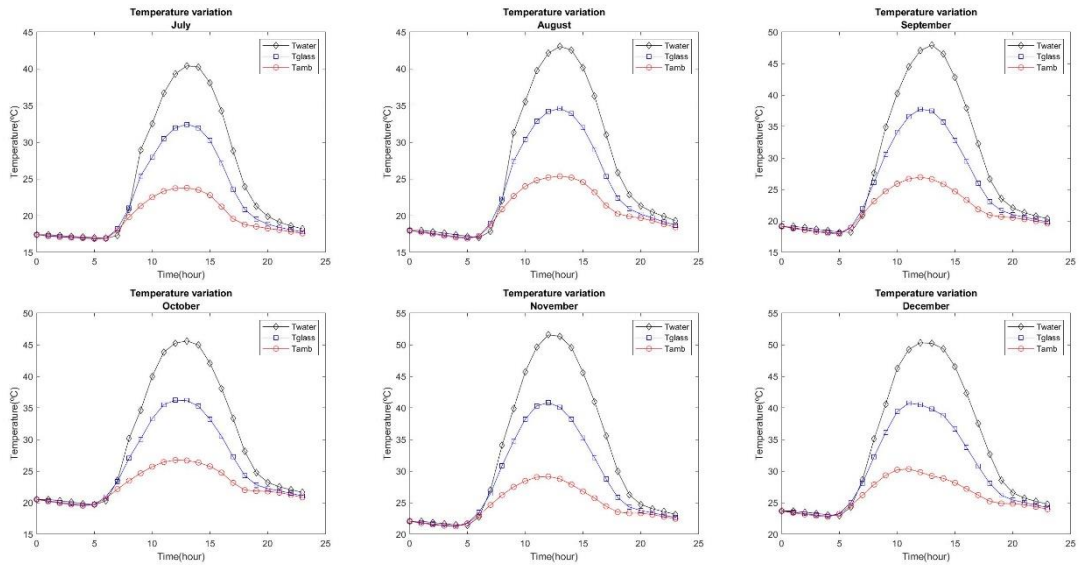 Temperature variation
July
45
40
35
30
25
20
15
Temperature(ºC)
0 5 10 15 20 25
Time(hour)
Twater
Tglass
Tamb
Temperature variation
August
45
40
35
30
25
20
15
Temperature(ºC)
0 5 10 15 20 25
Time(hour)
Twater
Tglass
Tamb
Temperature variation
September
50
45
40
35
30
25
20
15
Temperature(ºC)
0 5 10 15 20 25
Time(hour)
Twater
Tglass
Tamb
Temperature variation
October
50
45
40
35
30
25
20
15
Temperature(ºC)
0 5 10 15 20 25
Time(hour)
Twater
Tglass
Tamb
Temperature variation
November
55
50
45
40
35
30
25
20
Temperature(ºC)
0 5 10 15 20 25
Time(hour)
Twater
Tglass
Tamb
Temperature variation
December
55
50
45
40
35
30
25
20
Temperature(ºC)
0 5 10 15 20 25
Time(hour)
Twater
Tglass
Tamb